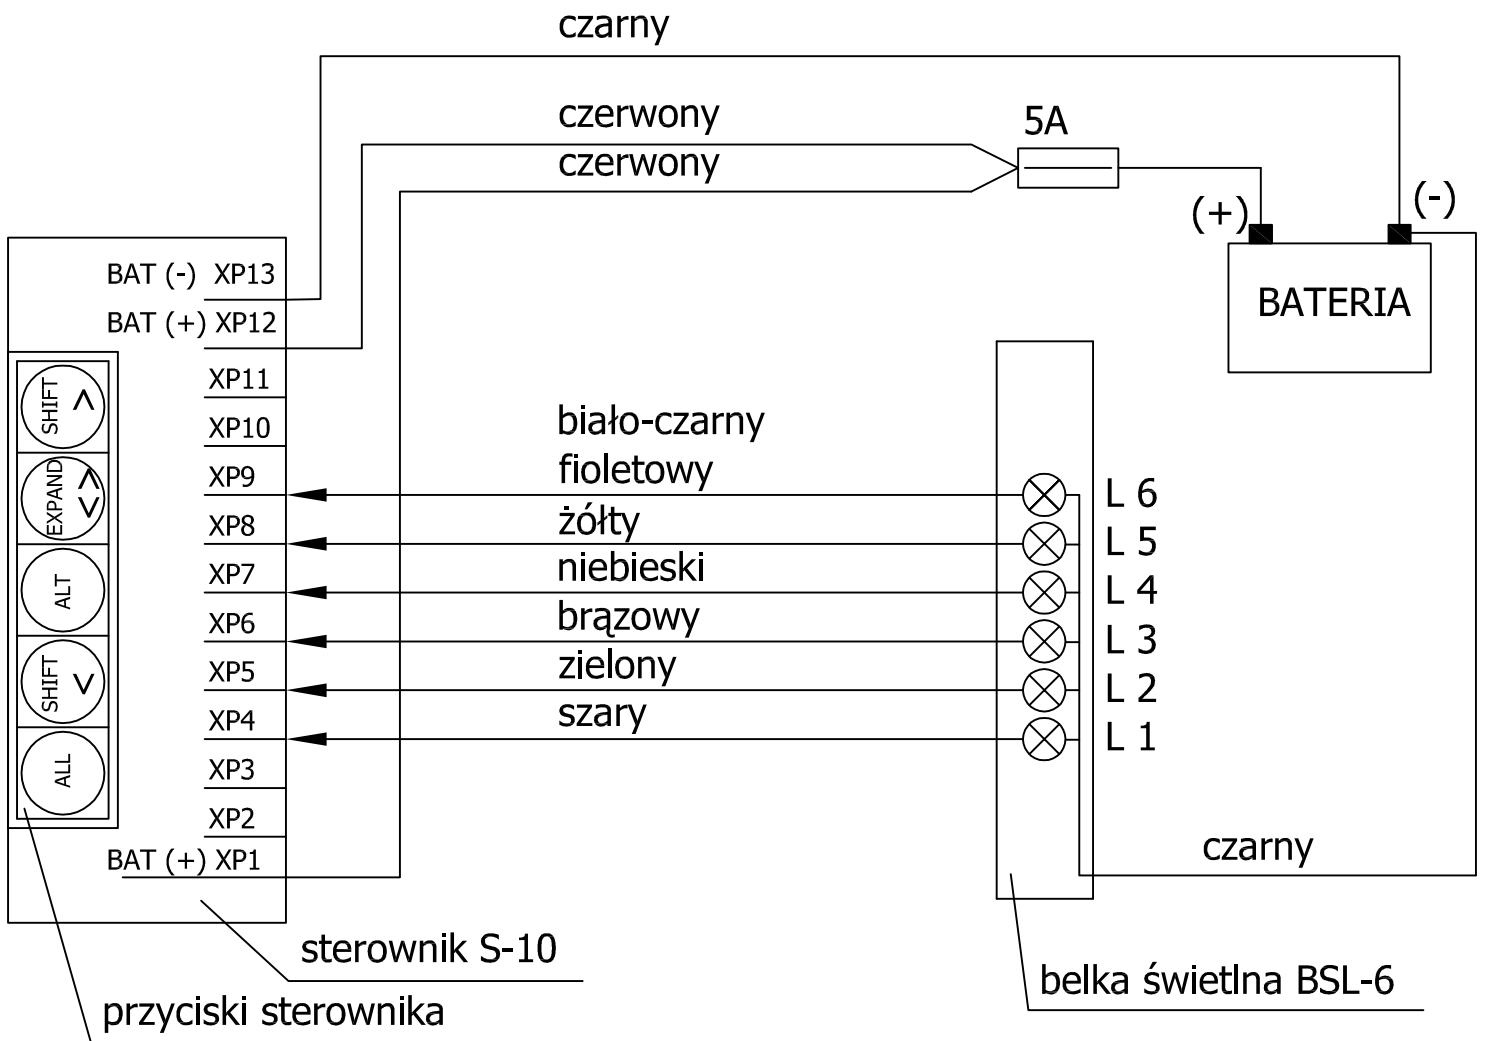 czarny
czerwony
5A
czerwony
(+)
(-)
BATERIA
BAT (-) XP13
BAT (+) XP12
XP11
XP10
XP9
XP8
XP7
XP6
XP5
XP4
XP3
XP2
BAT (+) XP1
SHIFT >
EXPAND <>
ALT
SHIFT <
ALL
biało-czarny
fioletowy
żółty
niebieski
brązowy
zielony
szary
L 6
L 5
L 4
L 3
L 2
L 1
czarny
sterownik S-10
belka świetlna BSL-6
przyciski sterownika